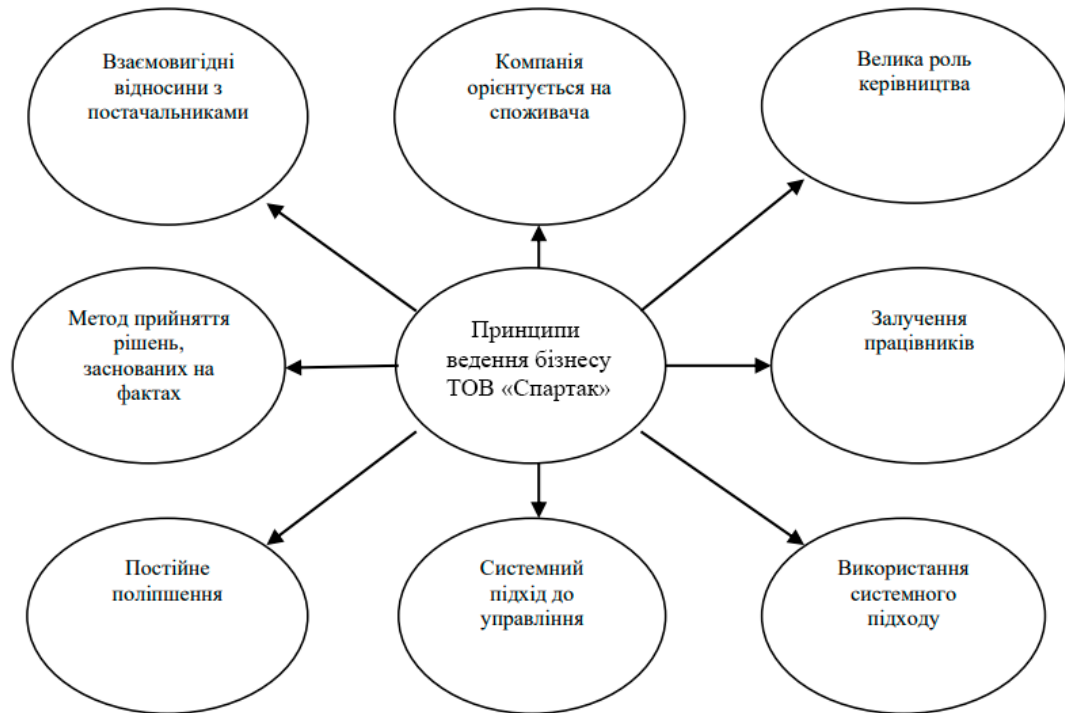 Взаємовигідні
відносини з
постачальниками
Компанія
орієнтується на
споживача
Велика роль
керівництва
Метод прийняття
рішень,
заснованих на
фактах
Принципи
ведення бізнесу
ТОВ «Спартак»
Залучення
працівників
Постійне
поліпшення
Системний
підхід до
управління
Використання
системного
підходу